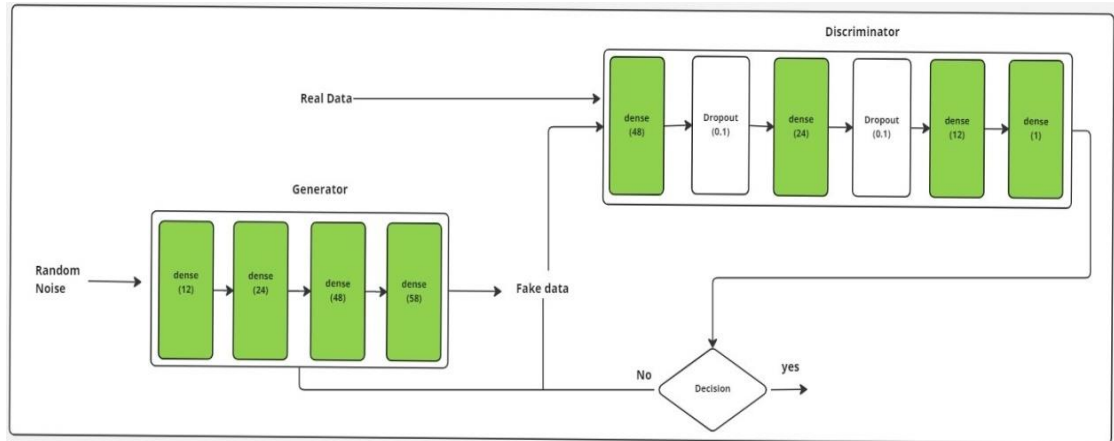 Discriminator
Real Data
dense
(48)
Dropout
(0.1)
dense
(24)
Dropout
(0.1)
dense
(12)
dense
(1)
Generator
Random
Noise
dense
(12)
dense
(24)
dense
(48)
dense
(58)
Fake data
No
Decision
yes